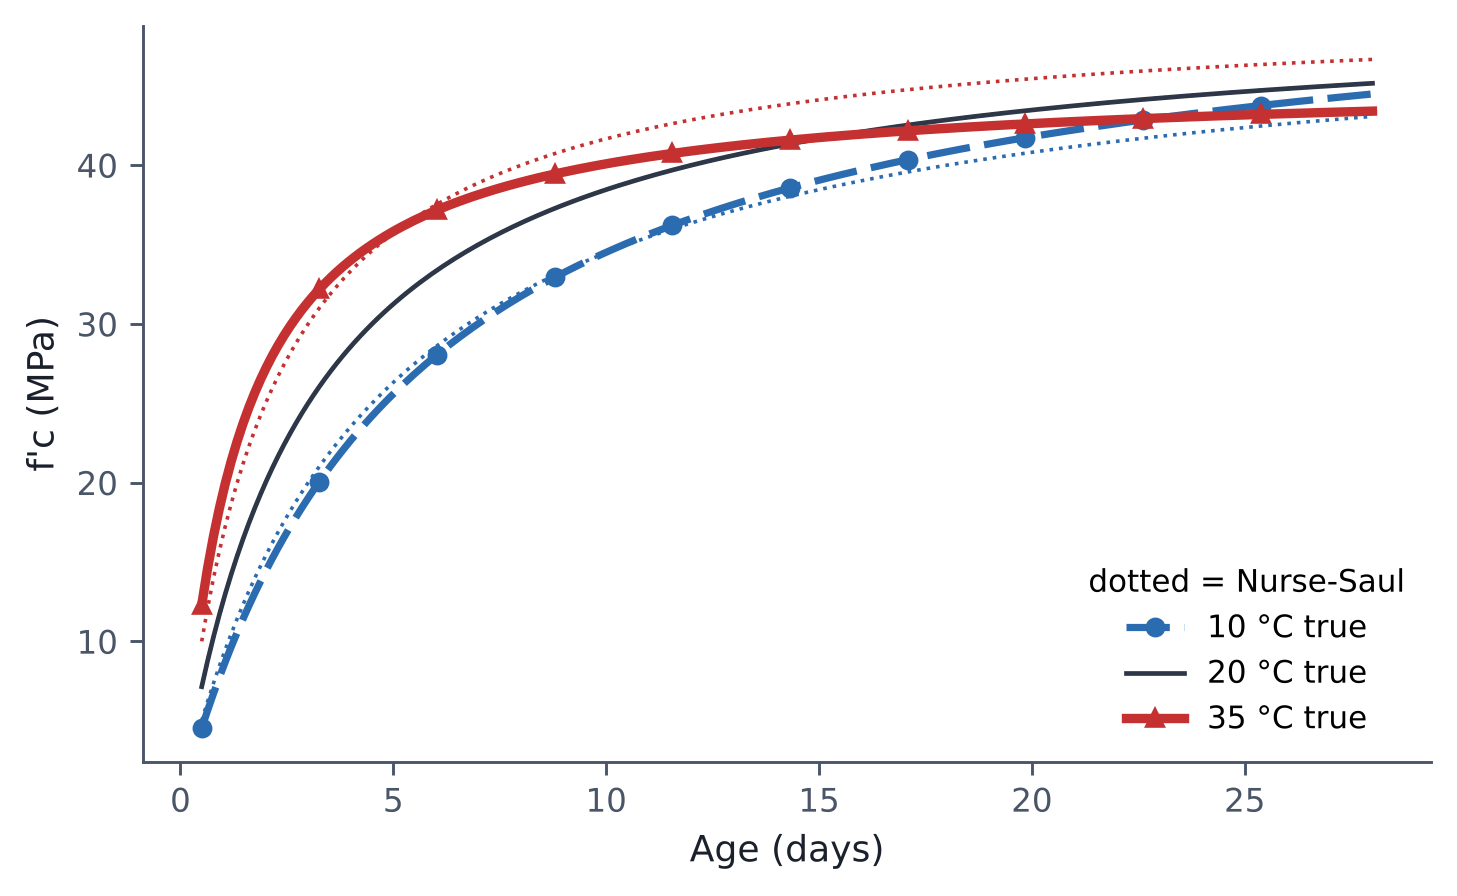 f'c (MPa)
40
30
20
10
0 5 10 15 20 25
Age (days)
dotted = Nurse-Saul
10 °C true
20 °C true
35 °C true